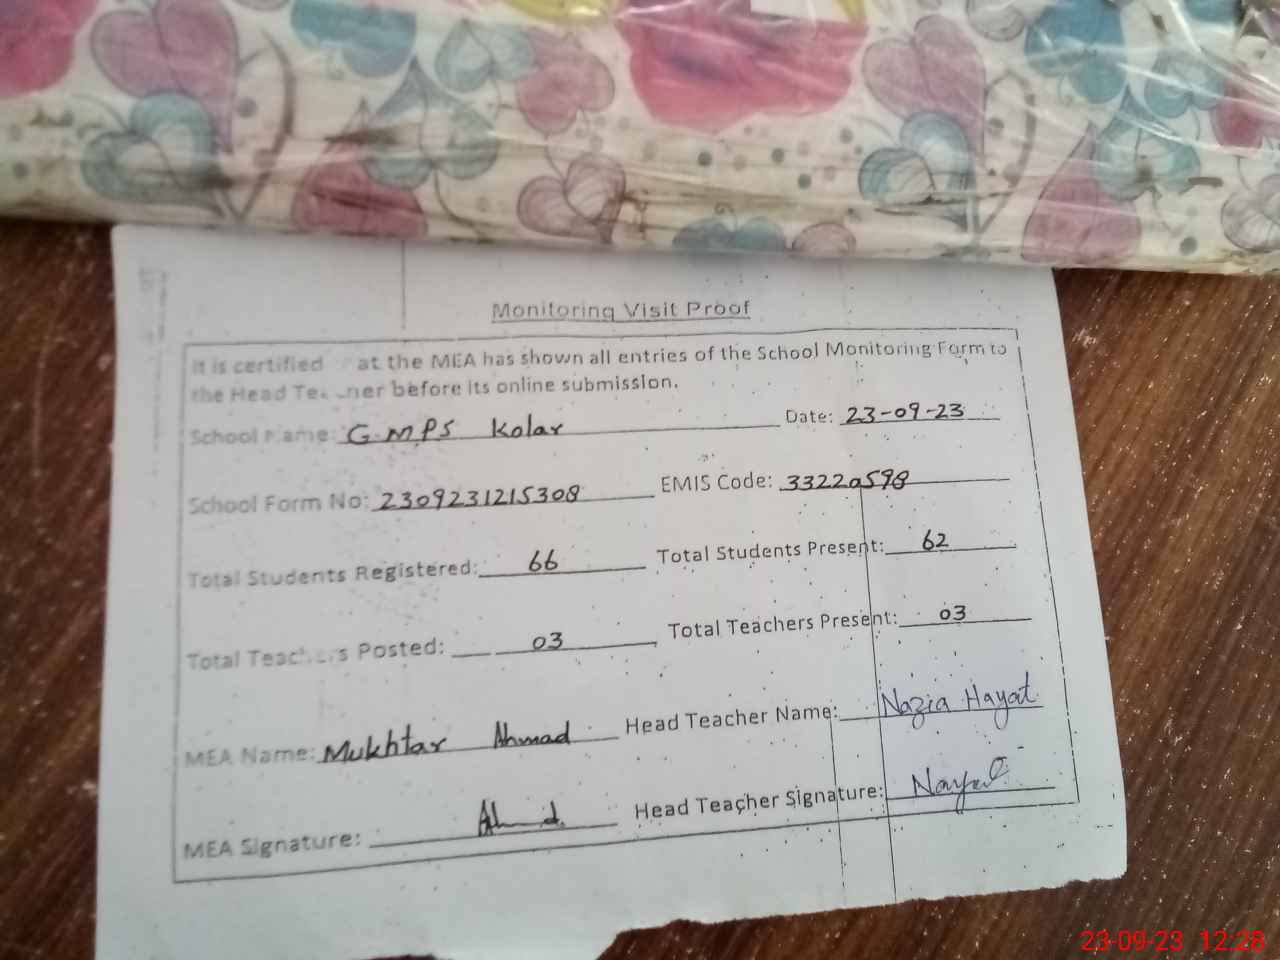 Monitoring Visit Proof
It is certified at the MEA has shown all entries of the School Monitoring Form to
the Head before its online submission.
School Name: G.MPS Kolar Date: 23-09-23
School Form No: 2309231215308 EMIS Code: 33220598
Total Students Registered: 66 Total Students Present: 62
Total Teachers Posted: 03 Total Teachers Present: 03
MEA Name: Mukhtar Ahmad Head Teacher Name: Nazia Hayat
MEA Signature: Head Teacher Signature:
23-09-23 12:28